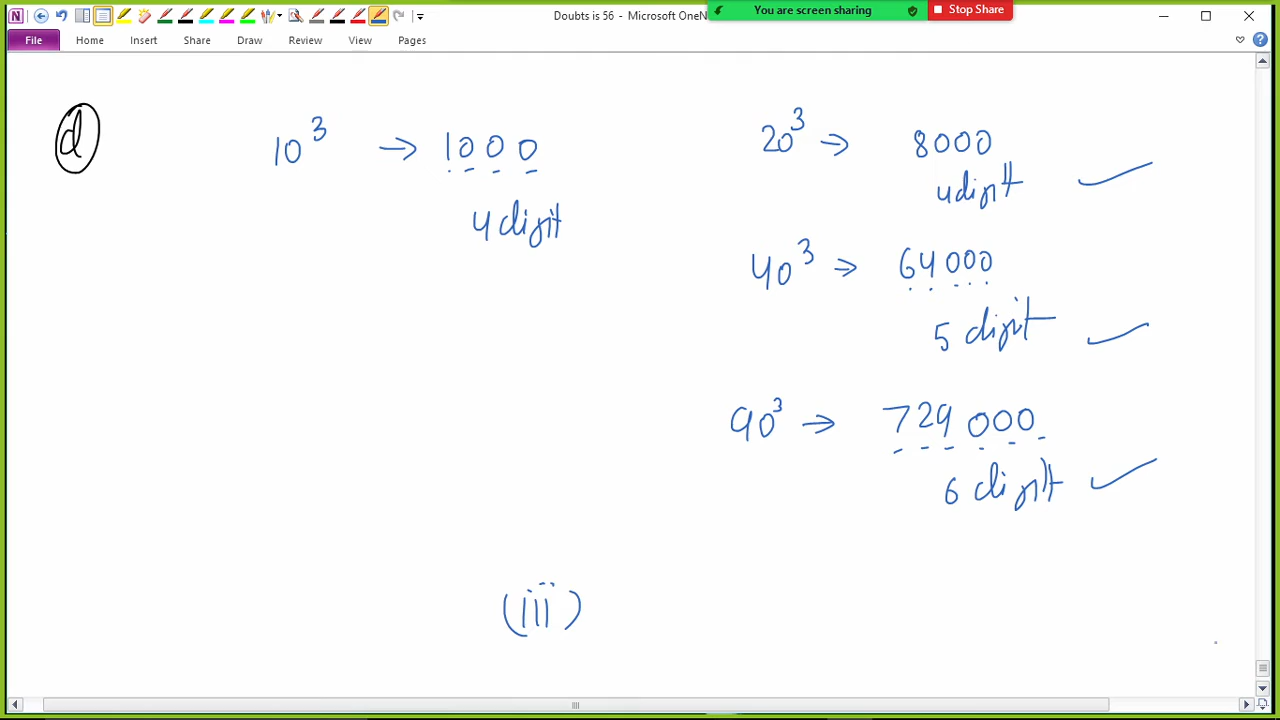 Doubts is 56 - Microsoft OneN
You are screen sharing
Stop Share
File Home Insert Share Draw Review View Pages
d
10³ → 1000
4 digit
20³ → 8000
4 digit
40³ → 64000
5 digit
90³ → 729000
6 digit
(iii)